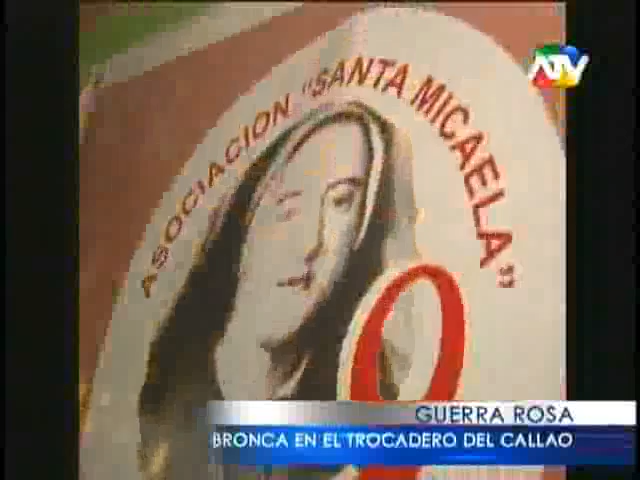 ATV
ASOCIACION "SANTA MICAELA"
GUERRA ROSA
BRONCA EN EL TROCADERO DEL CALLAO